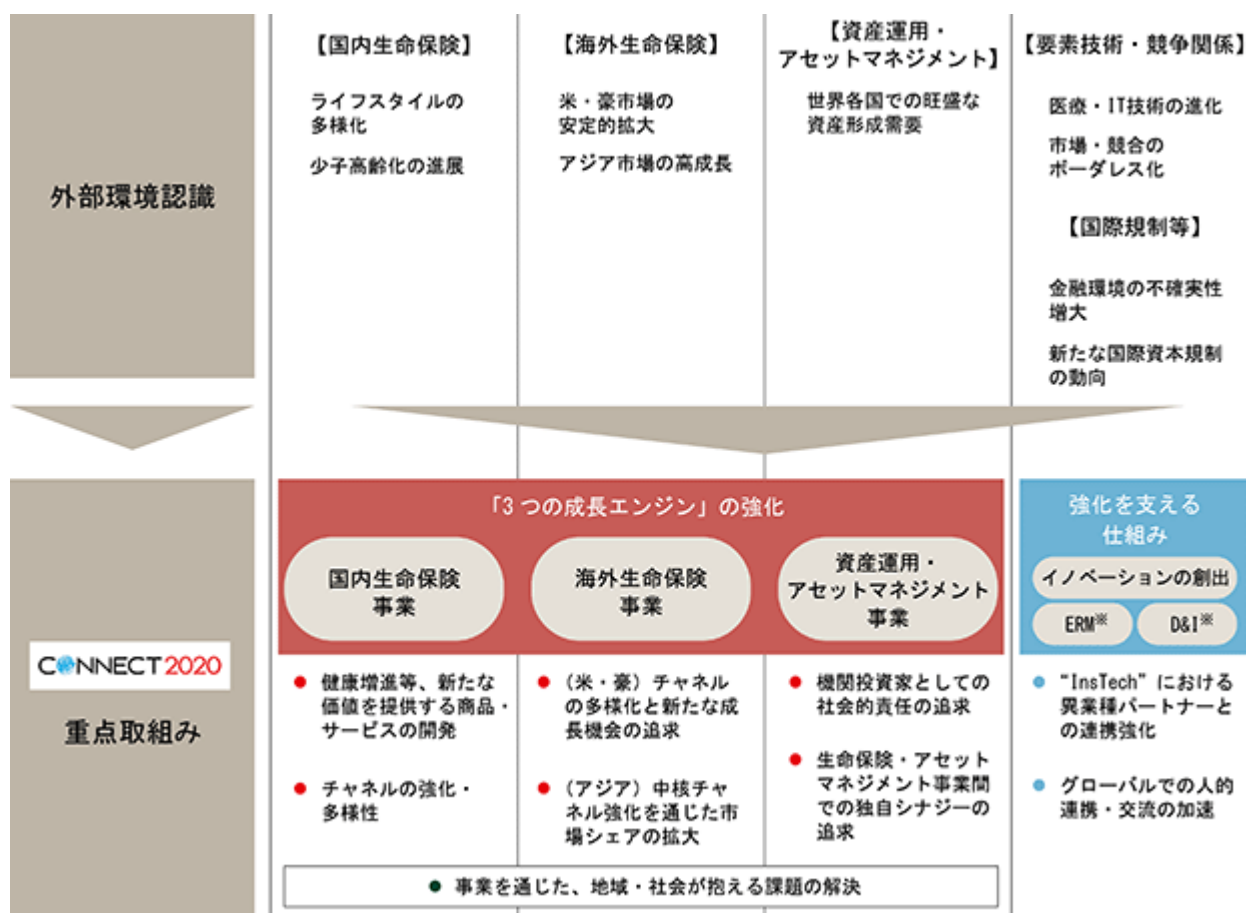 外部環境認識
【国内生命保険】
ライフスタイルの
多様化
少子高齢化の進展
【海外生命保険】
米・豪市場の
安定的拡大
アジア市場の高成長
【資産運用・
アセットマネジメント】
世界各国での旺盛な
資産形成需要
【要素技術・競争関係】
医療・IT技術の進化
市場・競合の
ボーダレス化
【国際規制等】
金融環境の不確実性
増大
新たな国際資本規制
の動向
CONNECT2020
重点取組み
「3つの成長エンジン」の強化
国内生命保険
事業
海外生命保険
事業
資産運用・
アセットマネジメント
事業
強化を支える
仕組み
イノベーションの創出
ERM※
D&I※
● 健康増進等、新たな
価値を提供する商品・
サービスの開発
● チャネルの強化・
多様性
● (米・豪)チャネル
の多様化と新たな成
長機会の追求
● (アジア)中核チャ
ネル強化を通じた市
場シェアの拡大
● 機関投資家としての
社会的責任の追求
● 生命保険・アセット
マネジメント事業間
での独自シナジーの
追求
● “InsTech”における
異業種パートナーと
の連携強化
● グローバルでの人的
連携・交流の加速
● 事業を通じた、地域・社会が抱える課題の解決